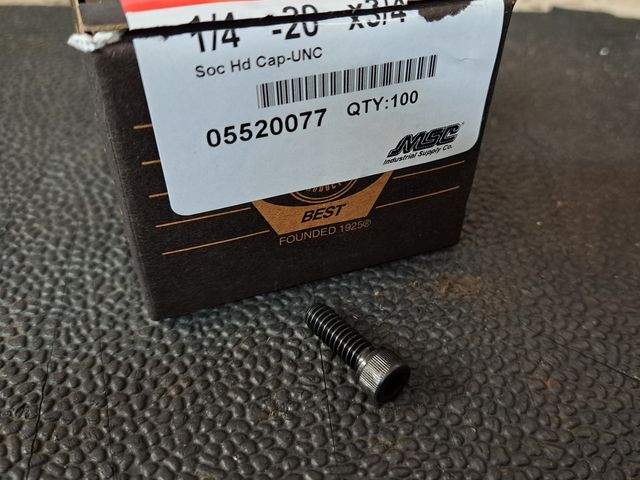 1/4 -20 x3/4
Soc Hd Cap-UNC
05520077 QTY:100
MSC
Industrial Supply Co.
BEST
FOUNDED 1925®